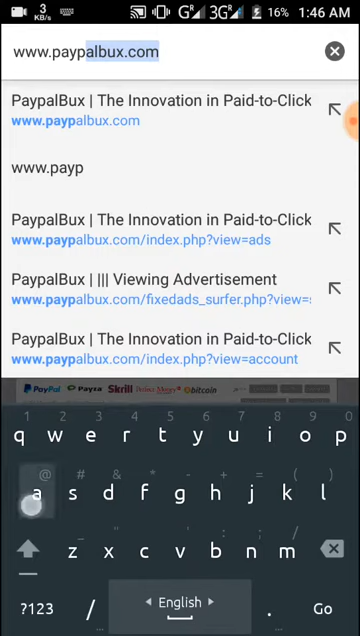 3
KB/s
G
3G
16%
1:46 AM
www.paypalbux.com
PaypalBux | The Innovation in Paid-to-Click
www.paypalbux.com
www.payp
PaypalBux | The Innovation in Paid-to-Click
www.paypalbux.com/index.php?view=ads
PaypalBux | ||| Viewing Advertisement
www.paypalbux.com/fixedads_surfer.php?view=s
PaypalBux | The Innovation in Paid-to-Click
www.paypalbux.com/index.php?view=account
PayPal Payza Skrill Perfect Money bitcoin
1 2 3 4 5 6 7 8 9 0
q w e r t y u i o p
@ # & * - + = ( )
a s d f g h j k l
_ " ' : ; ! ?
z x c v b n m
?123 / English . Go